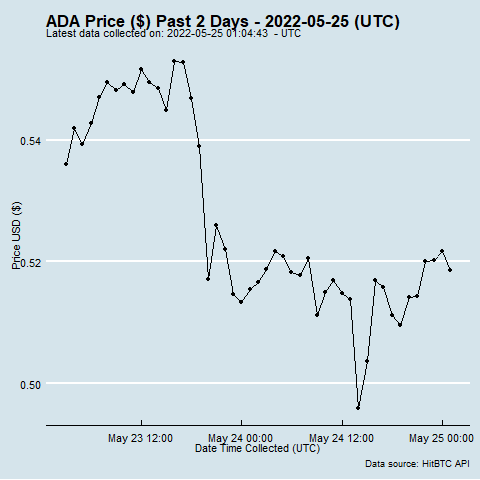 ADA Price ($) Past 2 Days - 2022-05-25 (UTC)
Latest data collected on: 2022-05-25 01:04:43  - UTC
Price USD ($)
0.54
0.52
0.50
May 23 12:00
May 24 00:00
May 24 12:00
May 25 00:00
Date Time Collected (UTC)
Data source: HitBTC API